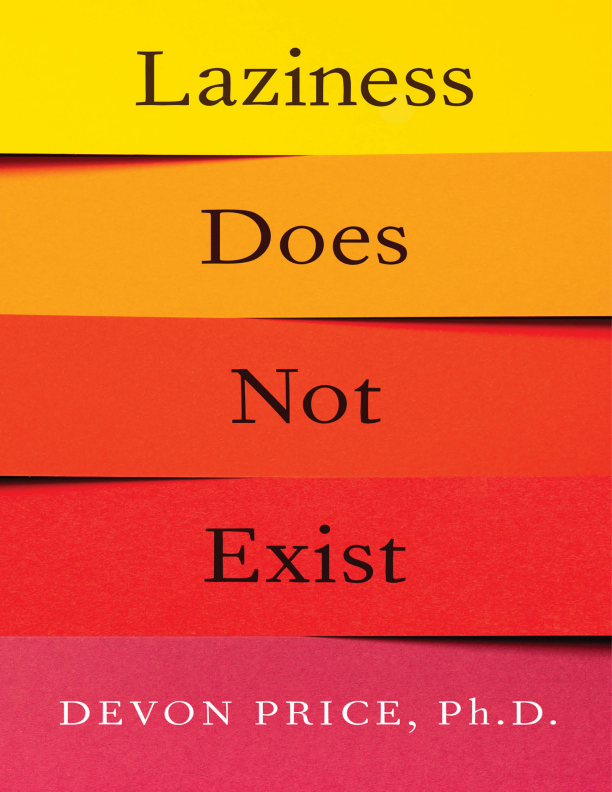 Laziness
Does
Not
Exist
DEVON PRICE, Ph.D.